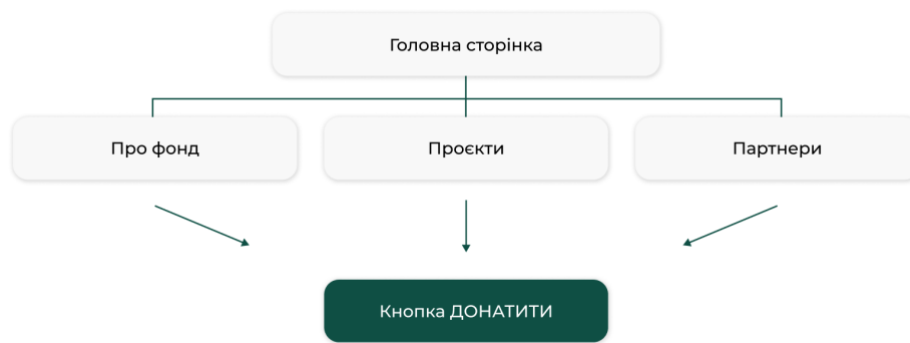 Головна сторінка
Про фонд
Проєкти
Партнери
Кнопка ДОНАТИТИ